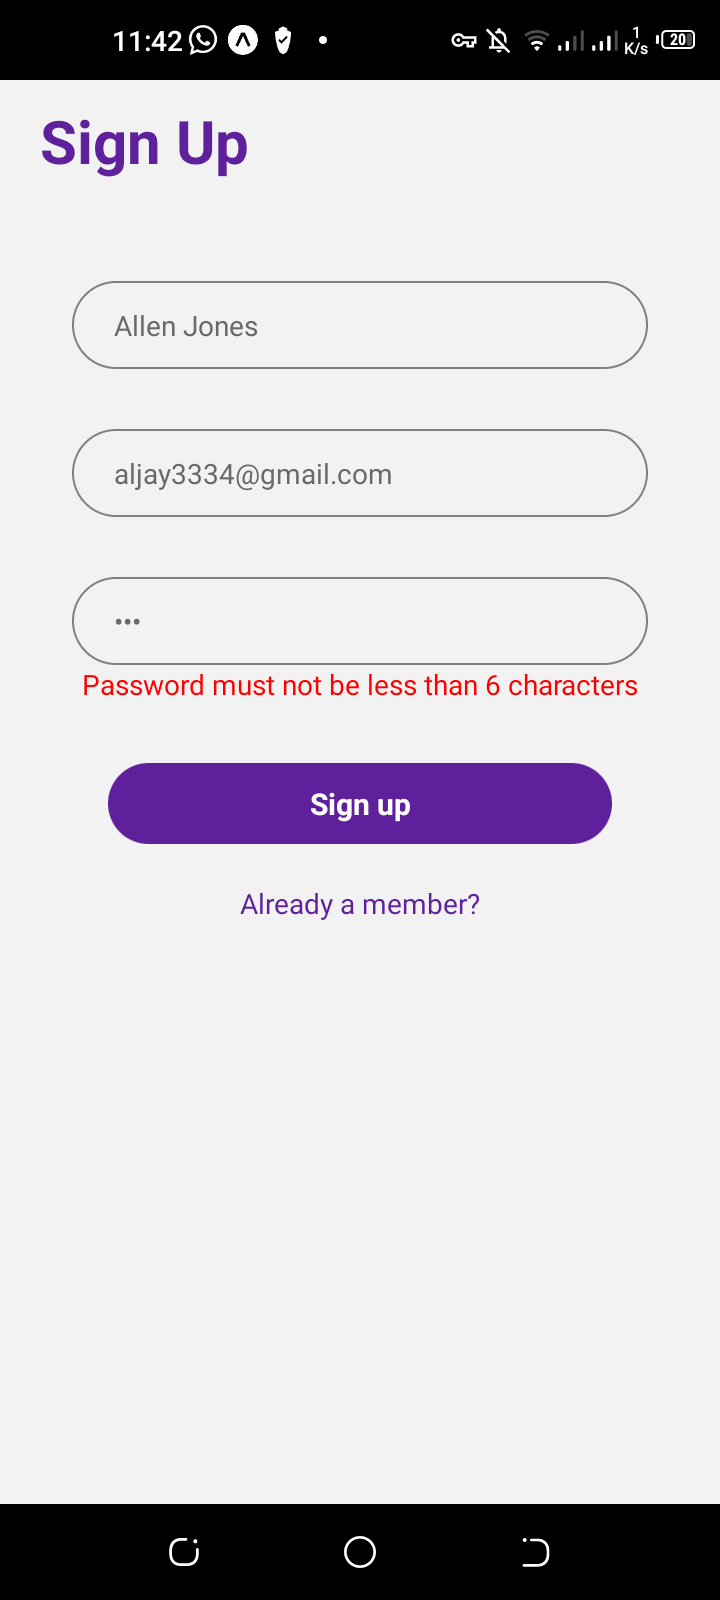 11:42 1 K/s 20
Sign Up
Allen Jones
aljay3334@gmail.com
•••
Password must not be less than 6 characters
Sign up
Already a member?